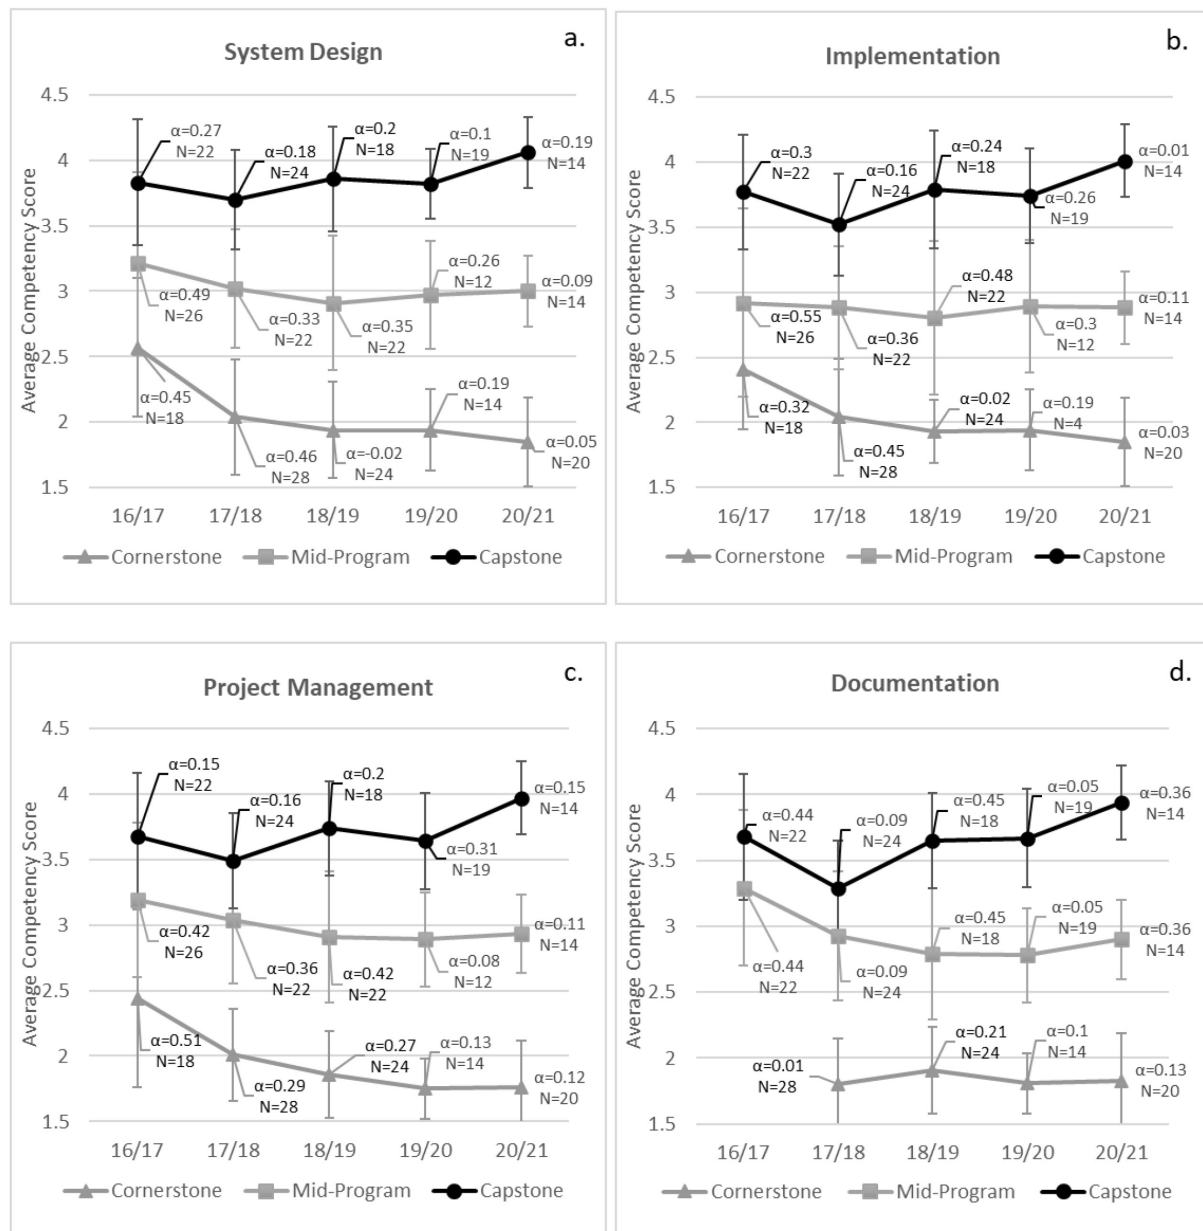 a.
System Design
Average Competency Score
4.5
4
3.5
3
2.5
2
1.5
α=0.27
N=22
α=0.18
N=24
α=0.2
N=18
α=0.1
N=19
α=0.19
N=14
α=0.49
N=26
α=0.33
N=22
α=0.35
N=22
α=0.26
N=12
α=0.09
N=14
α=0.45
N=18
α=0.46
N=28
α=-0.02
N=24
α=0.19
N=14
α=0.05
N=20
16/17 17/18 18/19 19/20 20/21
Cornerstone Mid-Program Capstone
b.
Implementation
Average Competency Score
4.5
4
3.5
3
2.5
2
1.5
α=0.3
N=22
α=0.16
N=24
α=0.24
N=18
α=0.26
N=19
α=0.01
N=14
α=0.55
N=26
α=0.36
N=22
α=0.48
N=22
α=0.3
N=12
α=0.11
N=14
α=0.32
N=18
α=0.45
N=28
α=0.02
N=24
α=0.19
N=4
α=0.03
N=20
16/17 17/18 18/19 19/20 20/21
Cornerstone Mid-Program Capstone
c.
Project Management
Average Competency Score
4.5
4
3.5
3
2.5
2
1.5
α=0.15
N=22
α=0.16
N=24
α=0.2
N=18
α=0.31
N=19
α=0.15
N=14
α=0.42
N=26
α=0.36
N=22
α=0.42
N=22
α=0.08
N=12
α=0.11
N=14
α=0.51
N=18
α=0.29
N=28
α=0.27
N=24
α=0.13
N=14
α=0.12
N=20
16/17 17/18 18/19 19/20 20/21
Cornerstone Mid-Program Capstone
d.
Documentation
Average Competency Score
4.5
4
3.5
3
2.5
2
1.5
α=0.44
N=22
α=0.09
N=24
α=0.45
N=18
α=0.05
N=19
α=0.36
N=14
α=0.44
N=22
α=0.09
N=24
α=0.45
N=18
α=0.05
N=19
α=0.36
N=14
α=0.01
N=28
α=0.21
N=24
α=0.1
N=14
α=0.13
N=20
16/17 17/18 18/19 19/20 20/21
Cornerstone Mid-Program Capstone